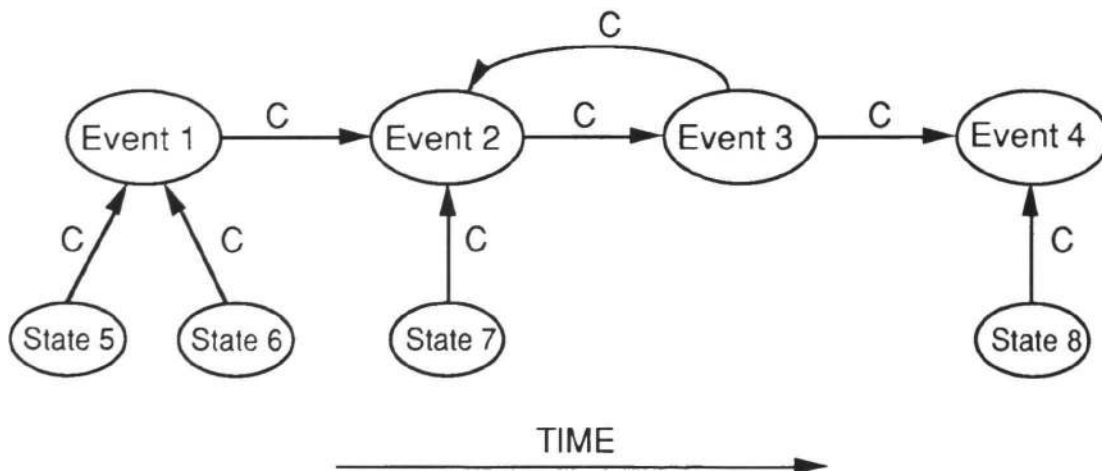 C
Event 1
C
Event 2
C
Event 3
C
Event 4
C
C
C
C
State 5
State 6
State 7
State 8
TIME